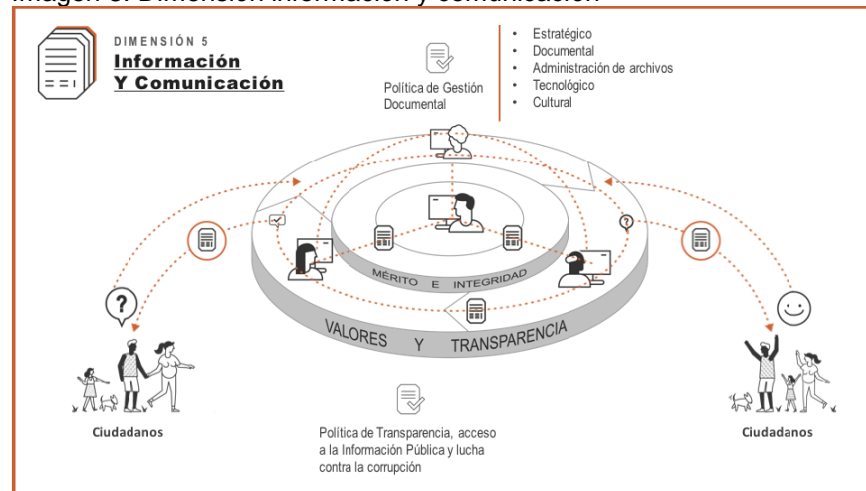 DIMENSIÓN 5
Información
Y Comunicación
Política de Gestión
Documental
• Estratégico
• Documental
• Administración de archivos
• Tecnológico
• Cultural
?
?
MÉRITO E INTEGRIDAD
VALORES Y TRANSPARENCIA
Ciudadanos
Política de Transparencia, acceso
a la Información Pública y lucha
contra la corrupción
Ciudadanos